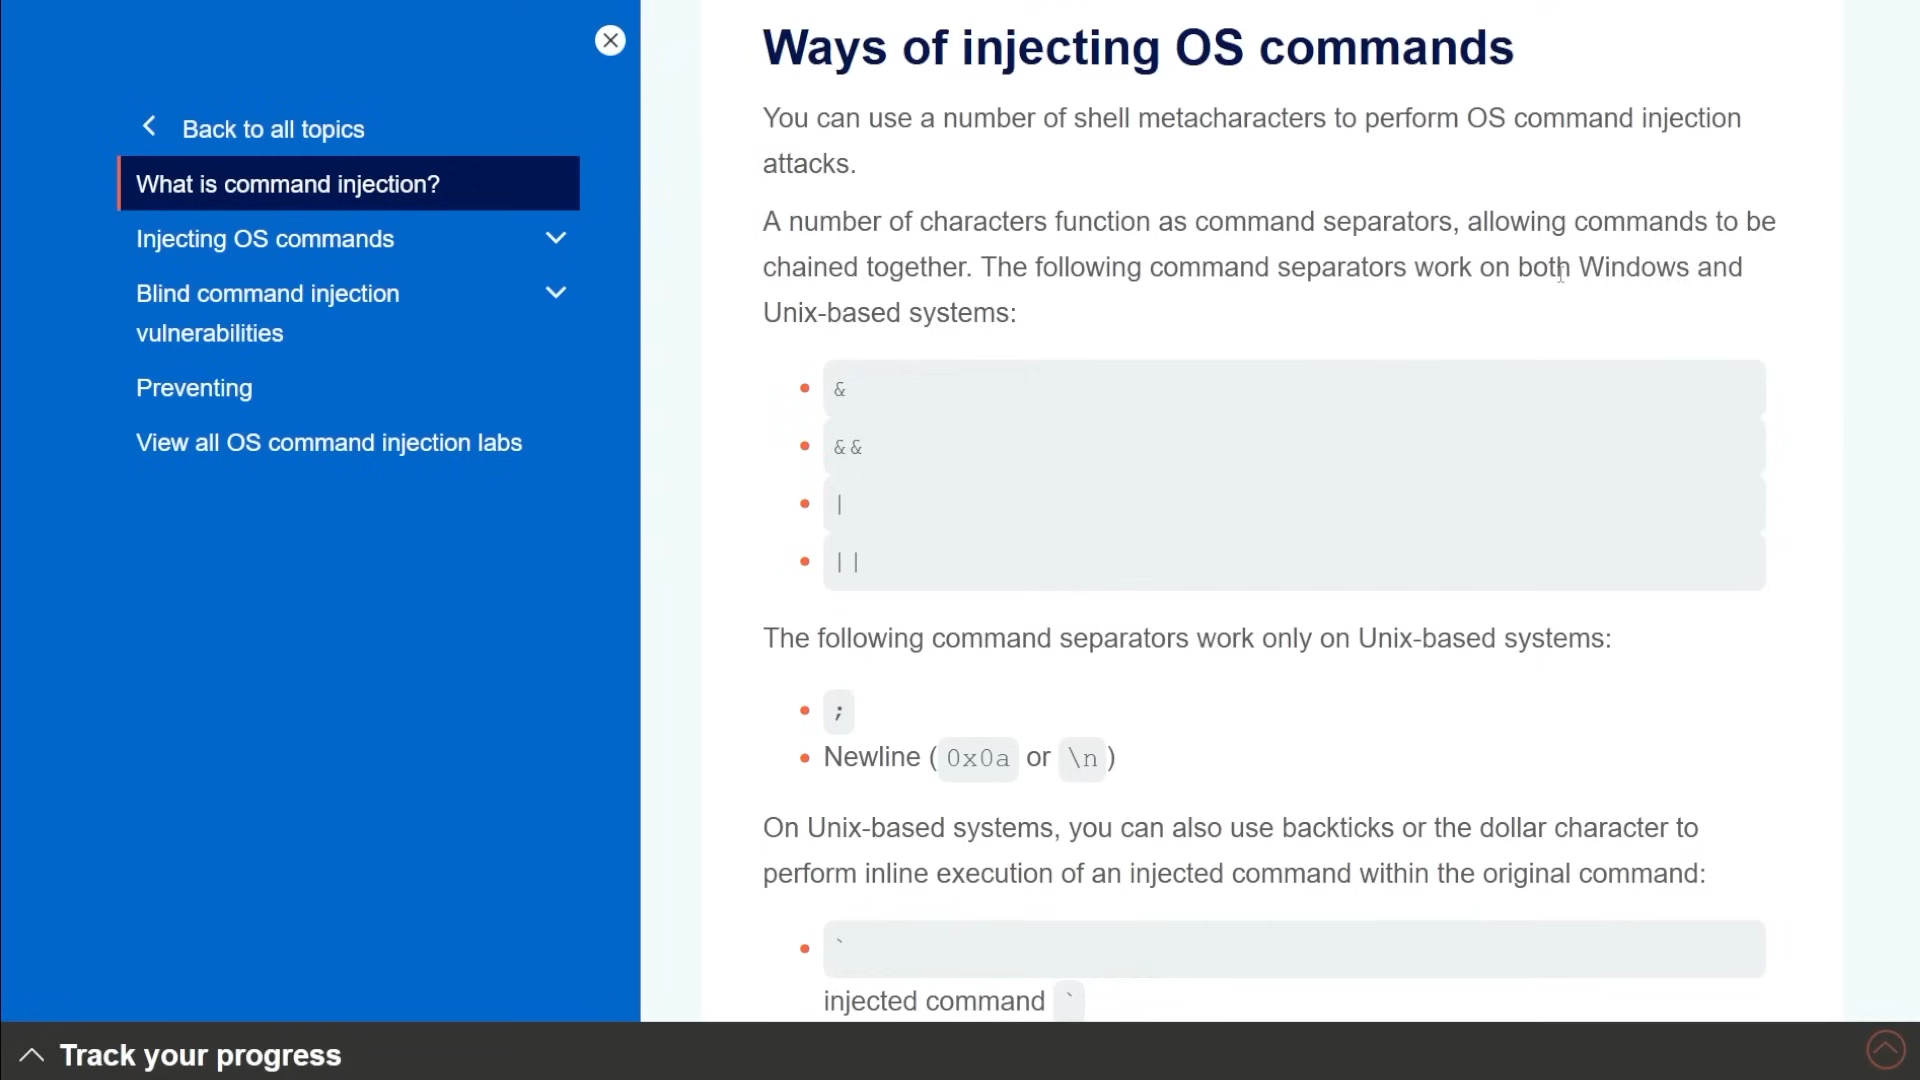 Back to all topics
What is command injection?
Injecting OS commands
Blind command injection
vulnerabilities
Preventing
View all OS command injection labs
Ways of injecting OS commands
You can use a number of shell metacharacters to perform OS command injection
attacks.
A number of characters function as command separators, allowing commands to be
chained together. The following command separators work on both Windows and
Unix-based systems:
&
&&
|
||
The following command separators work only on Unix-based systems:
;
Newline ( 0x0a or \n )
On Unix-based systems, you can also use backticks or the dollar character to
perform inline execution of an injected command within the original command:
`
injected command `
Track your progress